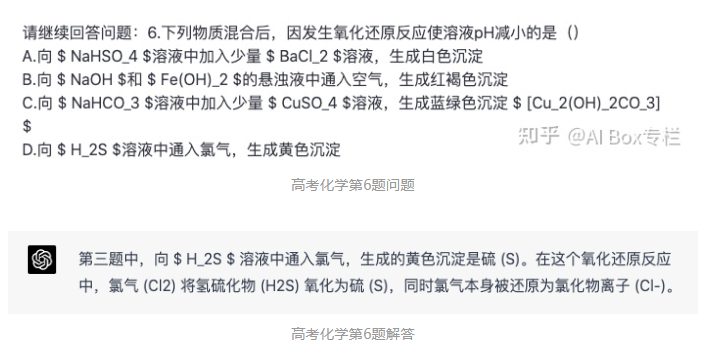 请继续回答问题：6.下列物质混合后，因发生氧化还原反应使溶液pH减小的是（）
A.向 $ NaHSO_4 $溶液中加入少量 $ BaCl_2 $溶液，生成白色沉淀
B.向 $ NaOH $和 $ Fe(OH)_2 $的悬浊液中通入空气，生成红褐色沉淀
C.向 $ NaHCO_3 $溶液中加入少量 $ CuSO_4 $溶液，生成蓝绿色沉淀 $ [Cu_2(OH)_2CO_3]
$
D.向 $ H_2S $溶液中通入氯气，生成黄色沉淀
知乎 @AI Box专栏
高考化学第6题问题
第三题中，向 $ H_2S $ 溶液中通入氯气，生成的黄色沉淀是硫 (S)。在这个氧化还原反应
中，氯气 (Cl2) 将氢硫化物 (H2S) 氧化为硫 (S)，同时氯气本身被还原为氯化物离子 (Cl-)。
高考化学第6题解答